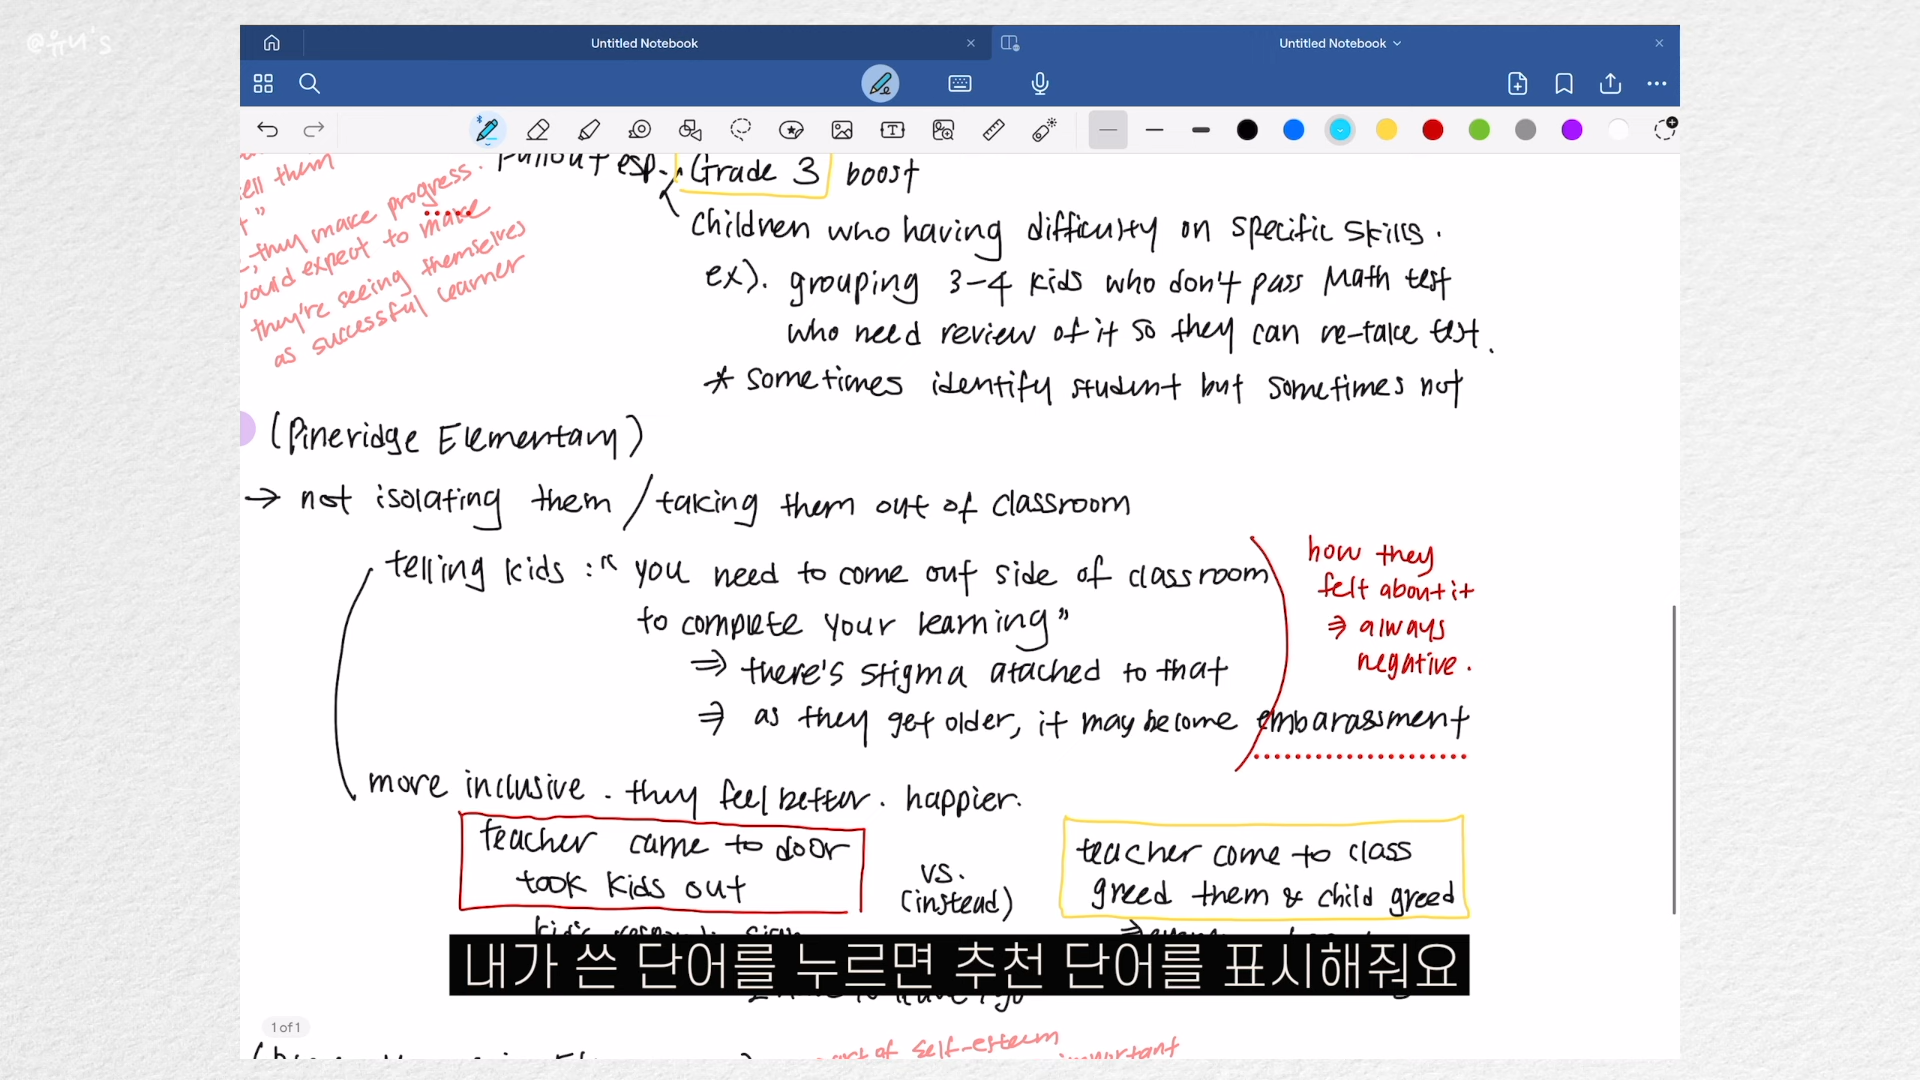 @유니's
Untitled Notebook
Untitled Notebook
ell them
pullout esp. Grade 3 boost
t"
, they make progress.
would expect to make
they're seeing themselves
as successful learner
children who having difficulty on specific skills.
ex). grouping 3-4 kids who don't pass Math test
who need review of it so they can re-take test.
* sometimes identify student but sometimes not
(Pineridge Elementary)
→ not isolating them / taking them out of classroom
telling kids : " you need to come out side of classroom
to complete your learning"
⇒ there's stigma atached to that
⇒ as they get older, it may become embarassment
how they
felt about it
⇒ always
negative.
more inclusive. they feel better. happier.
teacher came to door
took kids out
vs.
(instead)
teacher come to class
greed them & child greed
내가 쓴 단어를 누르면 추천 단어를 표시해줘요
1 of 1
of self-esteem
important